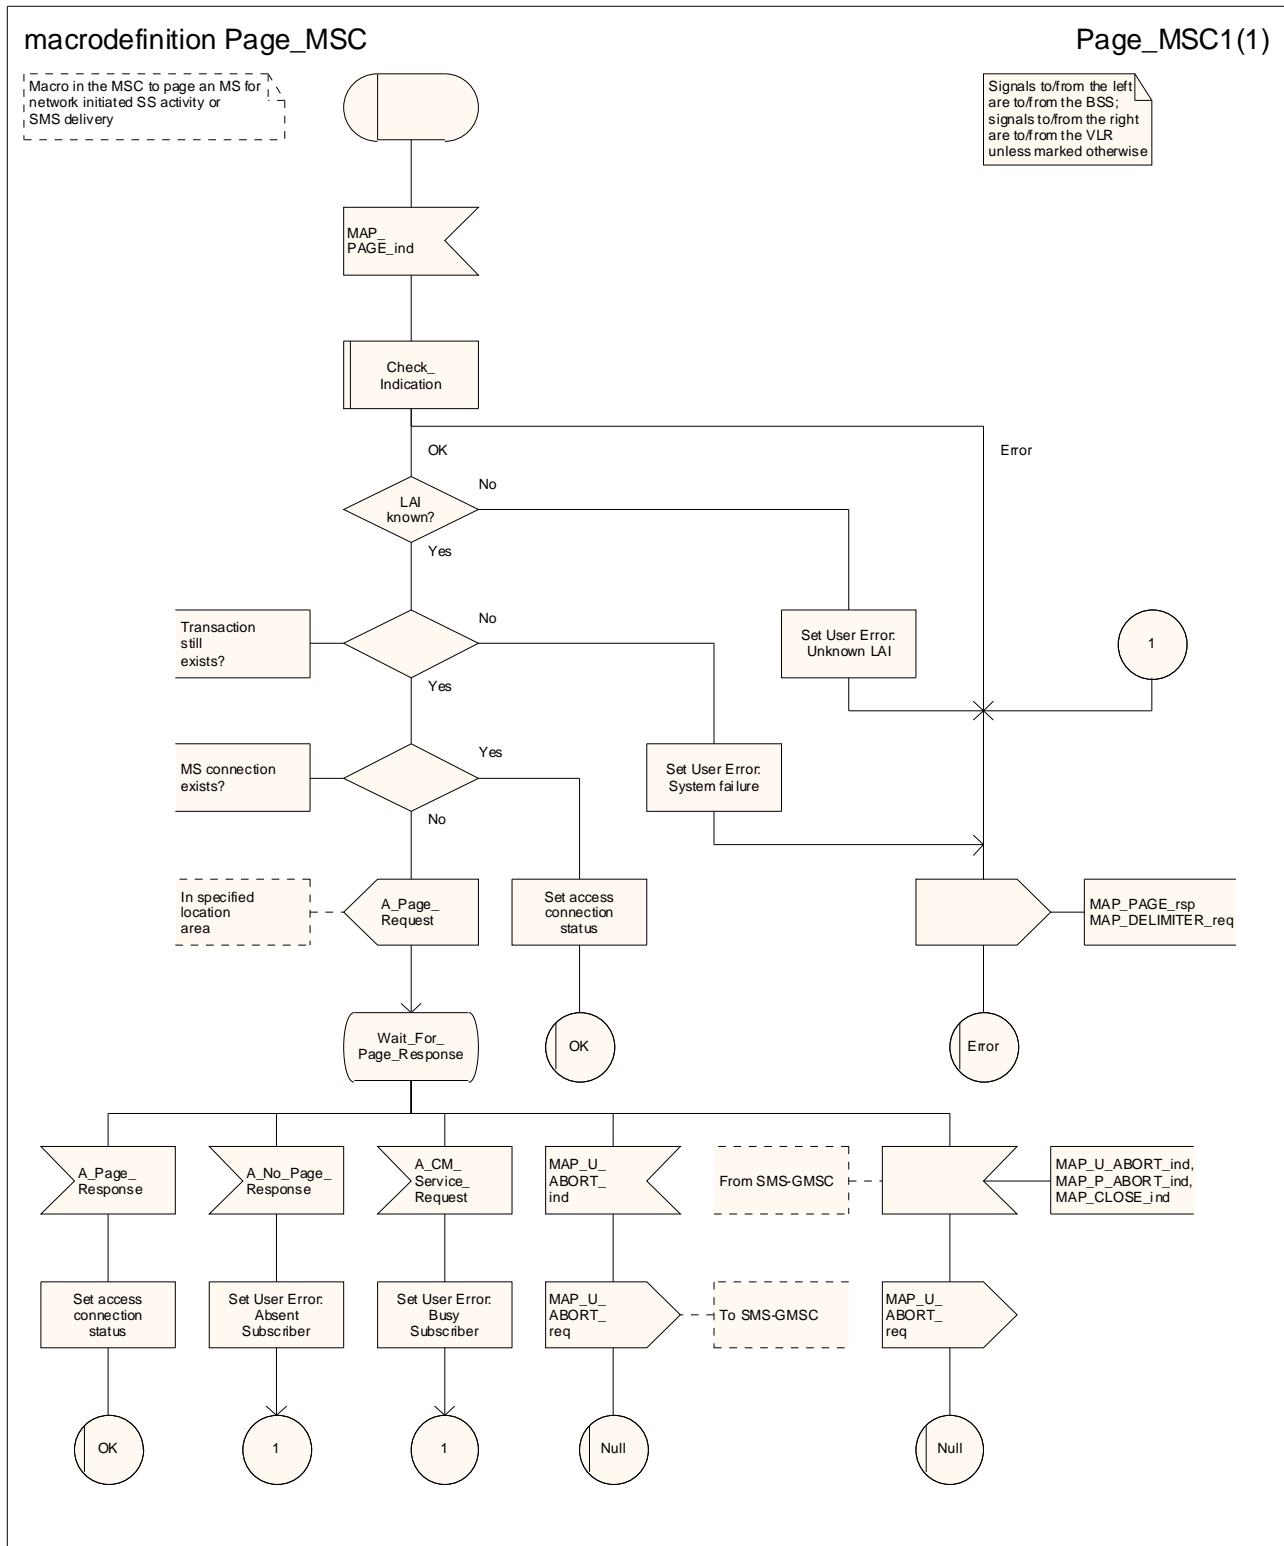 macrodefinition Page_MSC
Page_MSC1(1)
Macro in the MSC to page an MS for
network initiated SS activity or
SMS delivery
Signals to/from the left
are to/from the BSS;
signals to/from the right
are to/from the VLR
unless marked otherwise
MAP_
PAGE_ind
Check_
Indication
OK
Error
No
LAI
known?
Yes
Transaction
still
exists?
No
Yes
Set User Error:
Unknown LAI
1
MS connection
exists?
Yes
No
Set User Error:
System failure
In specified
location
area
A_Page_
Request
Set access
connection
status
MAP_PAGE_rsp
MAP_DELIMITER_req
Wait_For_
Page_Response
OK
Error
A_Page_
Response
A_No_Page_
Response
A_CM_
Service_
Request
MAP_U_
ABORT_
ind
From SMS-GMSC
MAP_U_ABORT_ind,
MAP_P_ABORT_ind,
MAP_CLOSE_ind
Set access
connection
status
Set User Error:
Absent
Subscriber
Set User Error:
Busy
Subscriber
MAP_U_
ABORT_
req
To SMS-GMSC
MAP_U_
ABORT_
req
OK
1
1
Null
Null